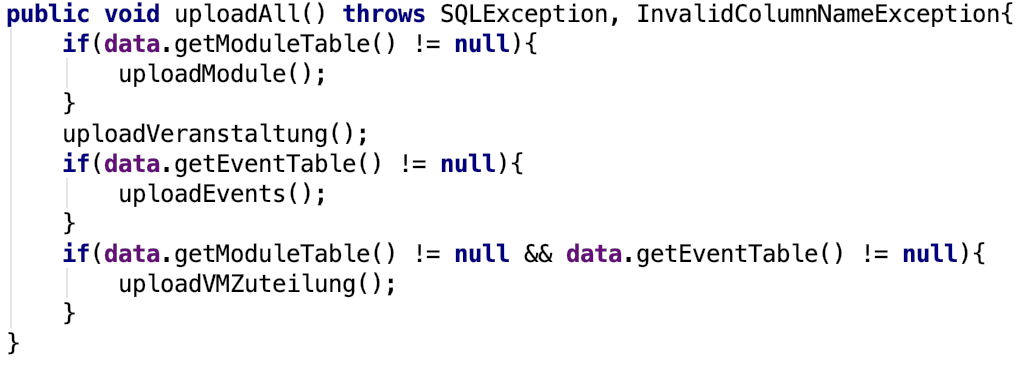 public void uploadAll() throws SQLException, InvalidColumnNameException{
    if(data.getModuleTable() != null){
        uploadModule();
    }
    uploadVeranstaltung();
    if(data.getEventTable() != null){
        uploadEvents();
    }
    if(data.getModuleTable() != null && data.getEventTable() != null){
        uploadVMZuteilung();
    }
}